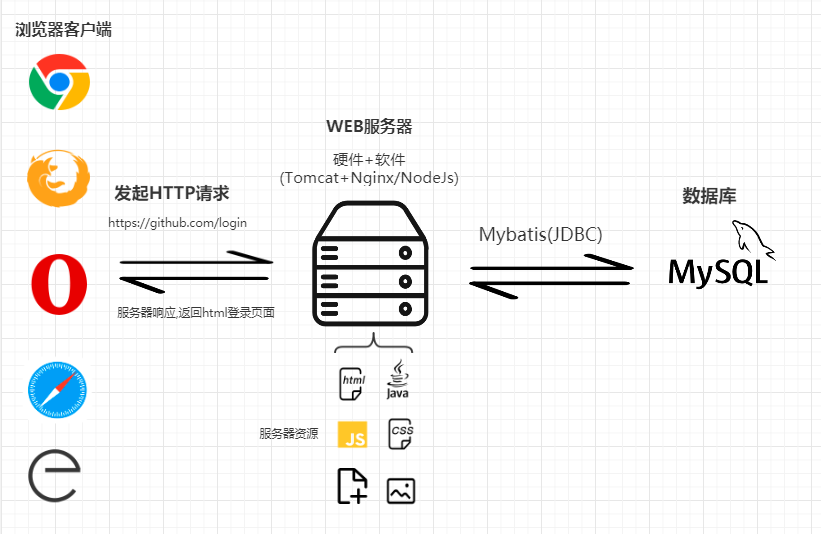 浏览器客户端
WEB服务器
硬件+软件
(Tomcat+Nginx/NodeJs)
发起HTTP请求
https://github.com/login
服务器响应,返回html登录页面
Mybatis(JDBC)
数据库
MySQL
html
Java
服务器资源
JS
CSS